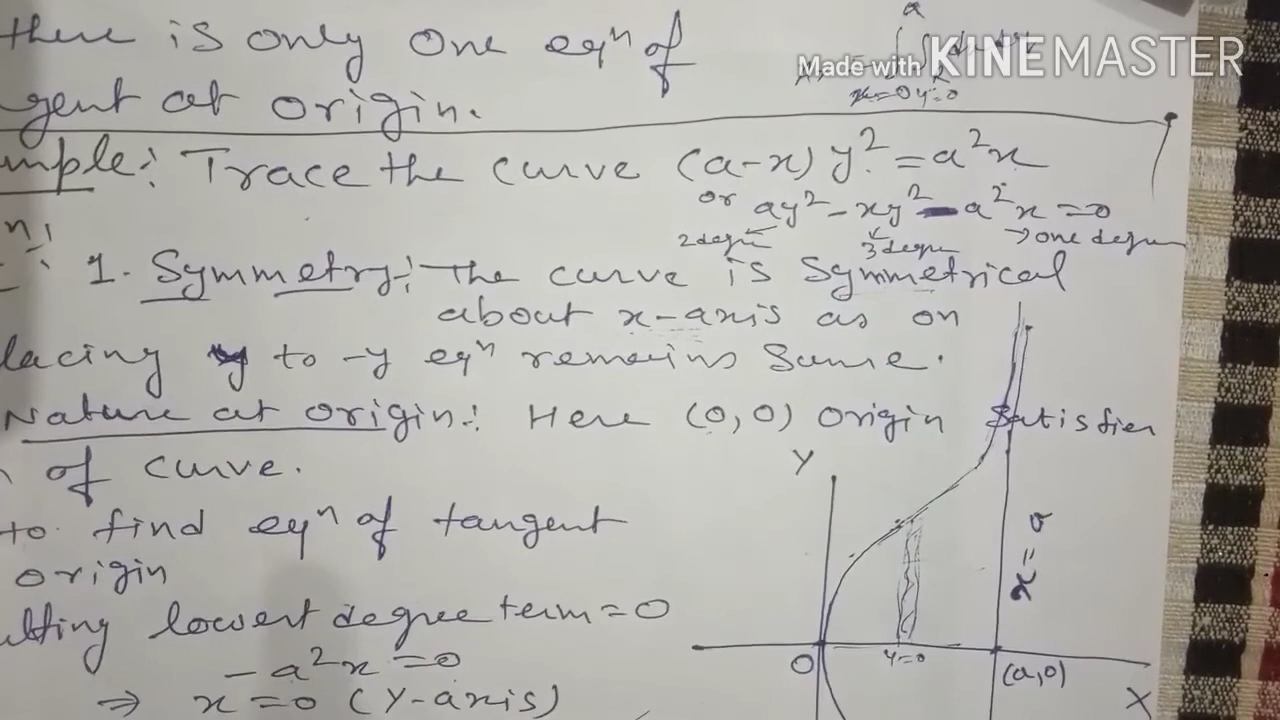 there is only one eqn of
gent at origin.
a
Made with KINEMASTER
x=0 y=0
mple: Trace the curve (a-x) y² = a²x
or ay² - xy² - a²x = 0
2 degree 3 degree → one degree
n:
1. Symmetry: The curve is Symmetrical
about x-axis as on
lacing y to -y eqn remains same.
Nature at origin: Here (0,0) origin Satisfies
of curve.
to find eqn of tangent
origin
utting lowest degree term = 0
-a²x = 0
⇒ x = 0 (Y-axis)
Y
x = a
O
y=0
(a,0)
X